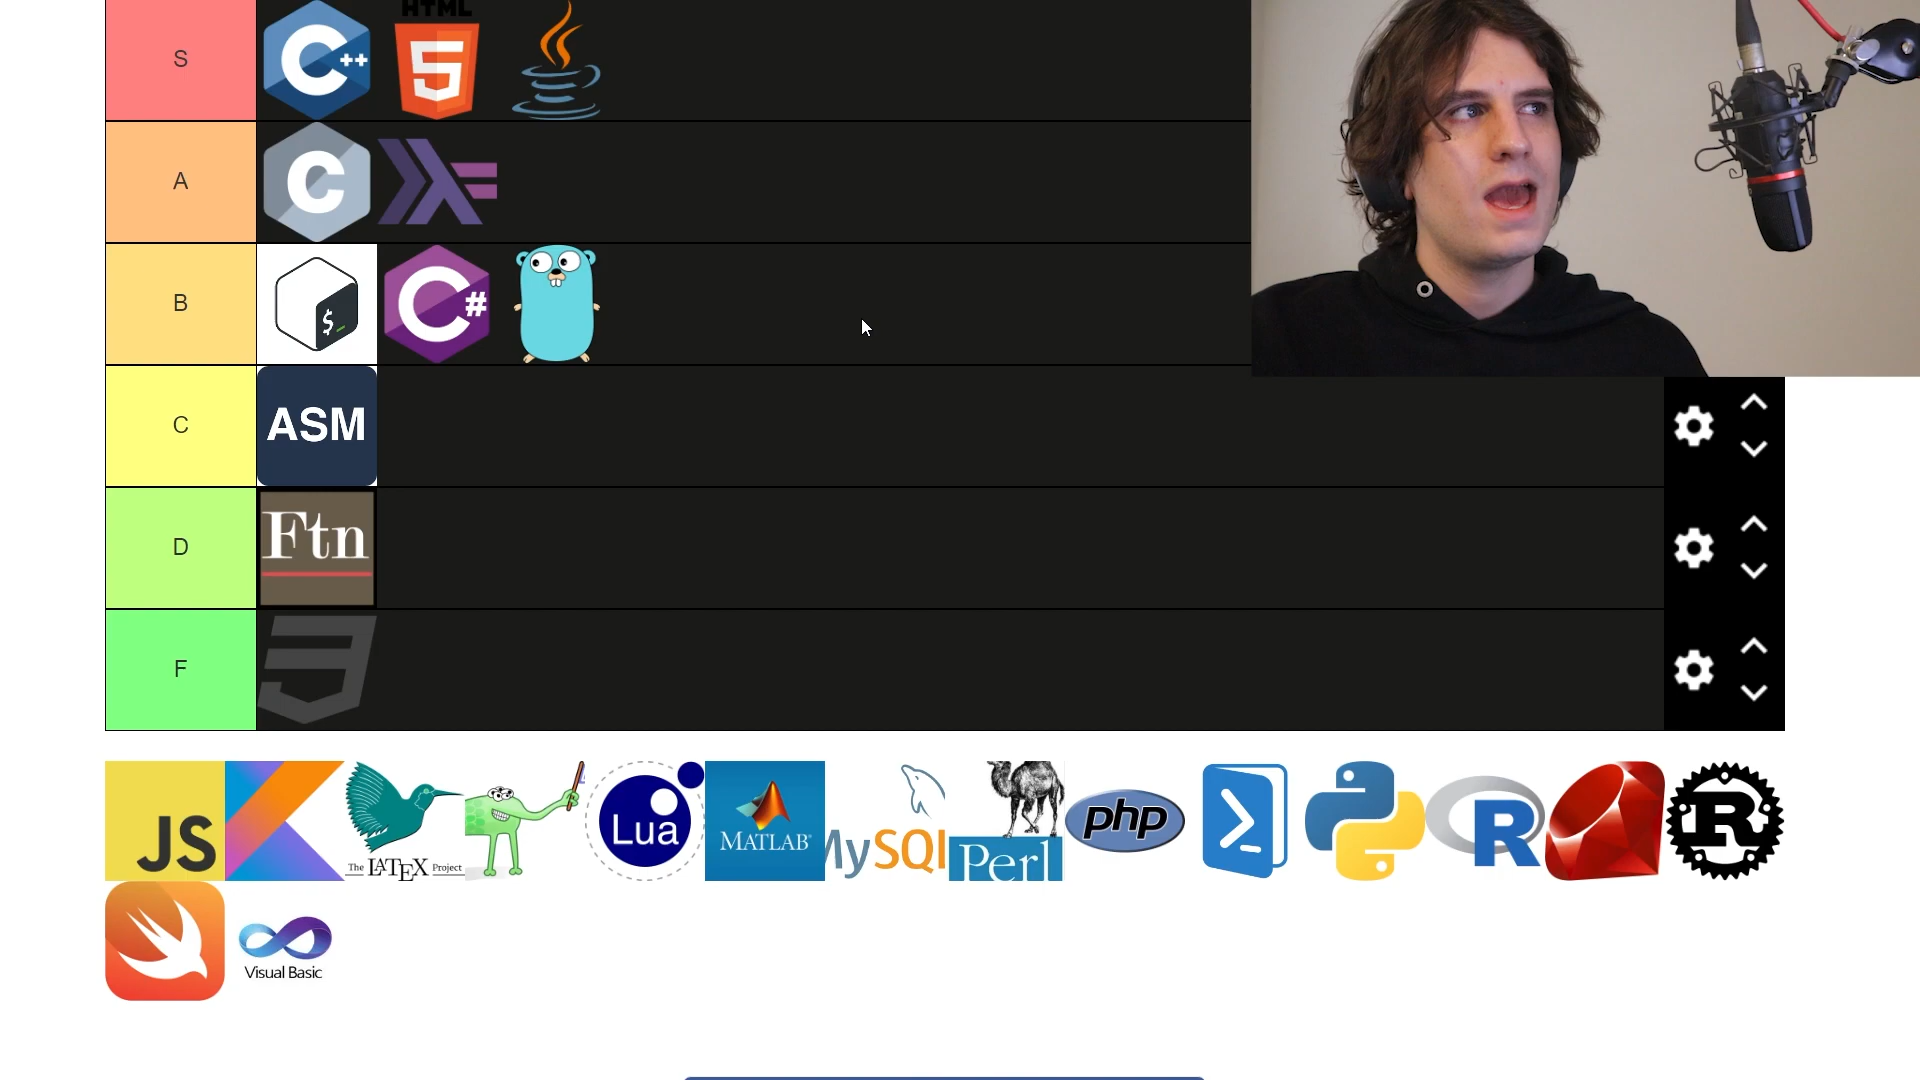 HTML
S
C++
5
A
C
B
$_
C#
C
ASM
D
Ftn
F
JS
The LATEX Project
Lua
MATLAB
MySQL
Perl
php
R
R
Visual Basic